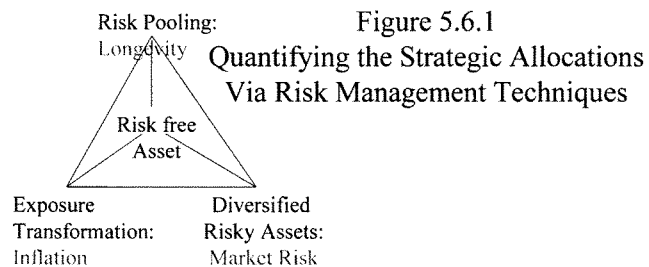 Figure 5.6.1
Quantifying the Strategic Allocations
Via Risk Management Techniques
Risk Pooling:
Longevity
Risk free
Asset
Exposure
Transformation:
Inflation
Diversified
Risky Assets:
Market Risk